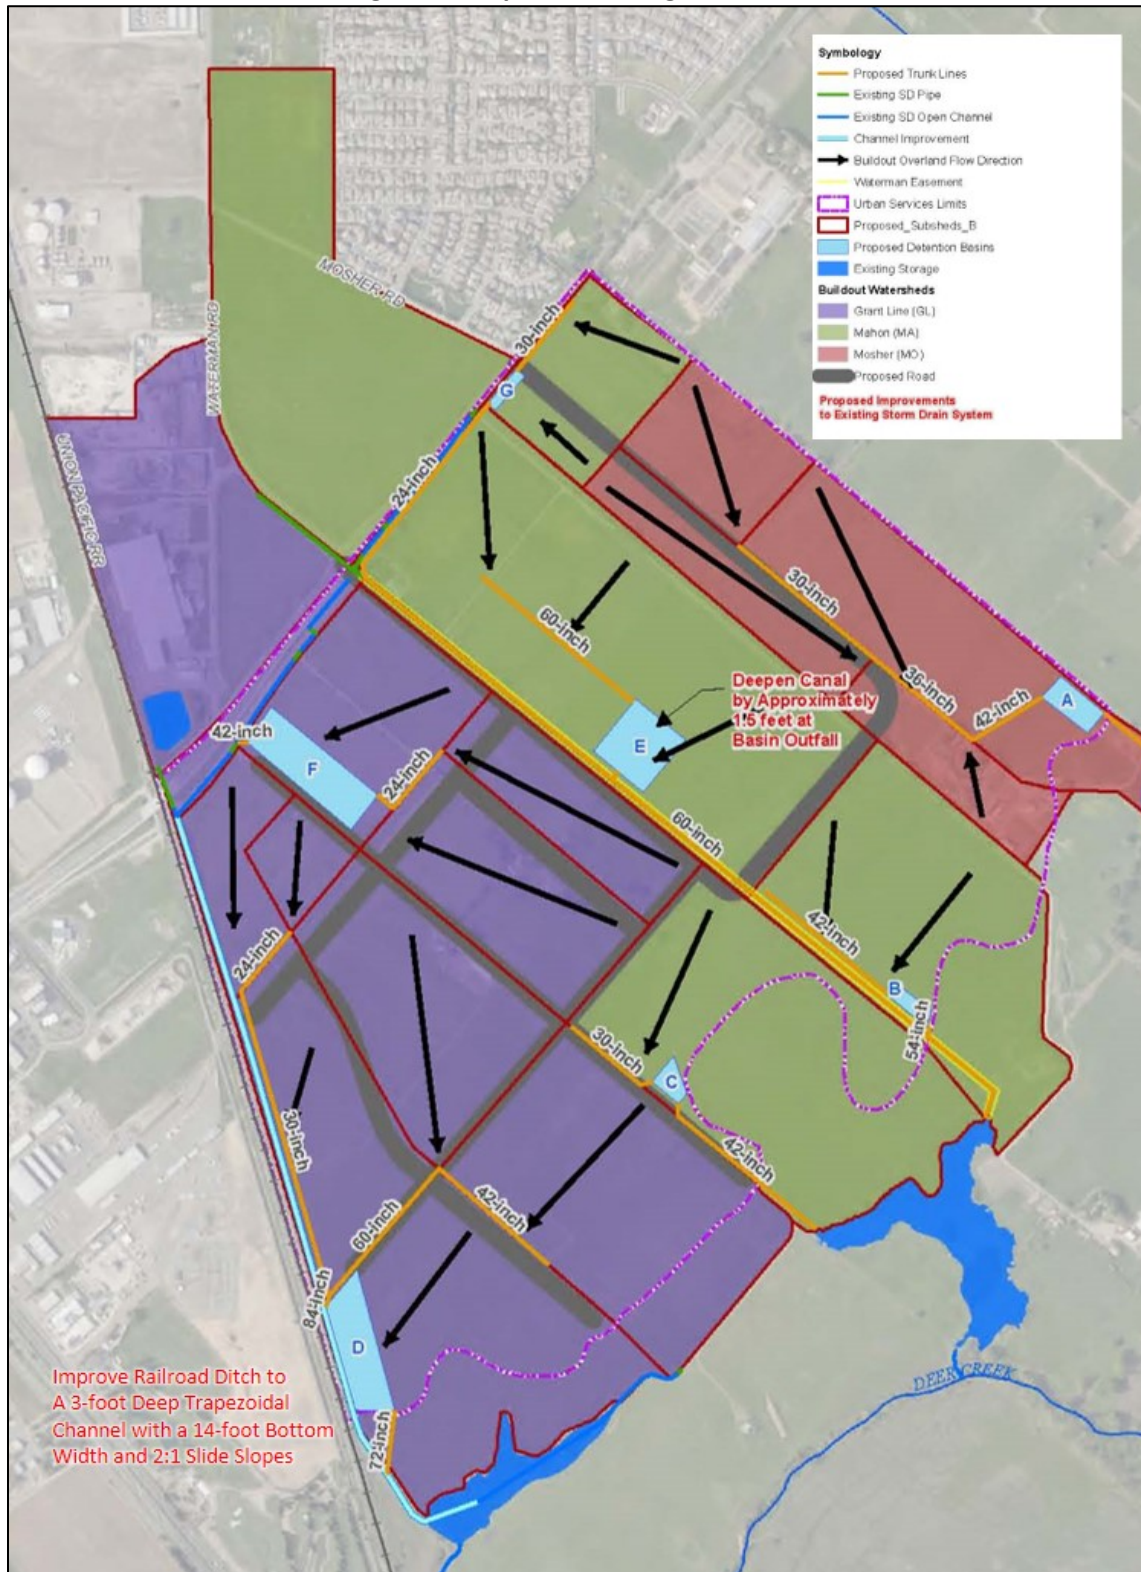 Symbology
Proposed Trunk Lines
Existing SD Pipe
Existing SD Open Channel
Channel Improvement
Buildout Overland Flow Direction
Waterman Easement
Urban Services Limits
Proposed_Subsheds_B
Proposed Detention Basins
Existing Storage
Buildout Watersheds
Grant Line (GL)
Mahon (MA)
Mosher (MO)
Proposed Road
Proposed Improvements
to Existing Storm Drain System
MOSHER RD
WATERMAN RD
UNION PACIFIC RR
30-inch
G
24-inch
60-inch
30-inch
36-inch
42-inch
A
Deepen Canal
by Approximately
1.5 feet at
Basin Outfall
E
42-inch
F
24-inch
60-inch
42-inch
B
54-inch
24-inch
30-inch
C
42-inch
30-inch
60-inch
42-inch
84-inch
D
72-inch
DEER CREEK
Improve Railroad Ditch to
A 3-foot Deep Trapezoidal
Channel with a 14-foot Bottom
Width and 2:1 Slide Slopes